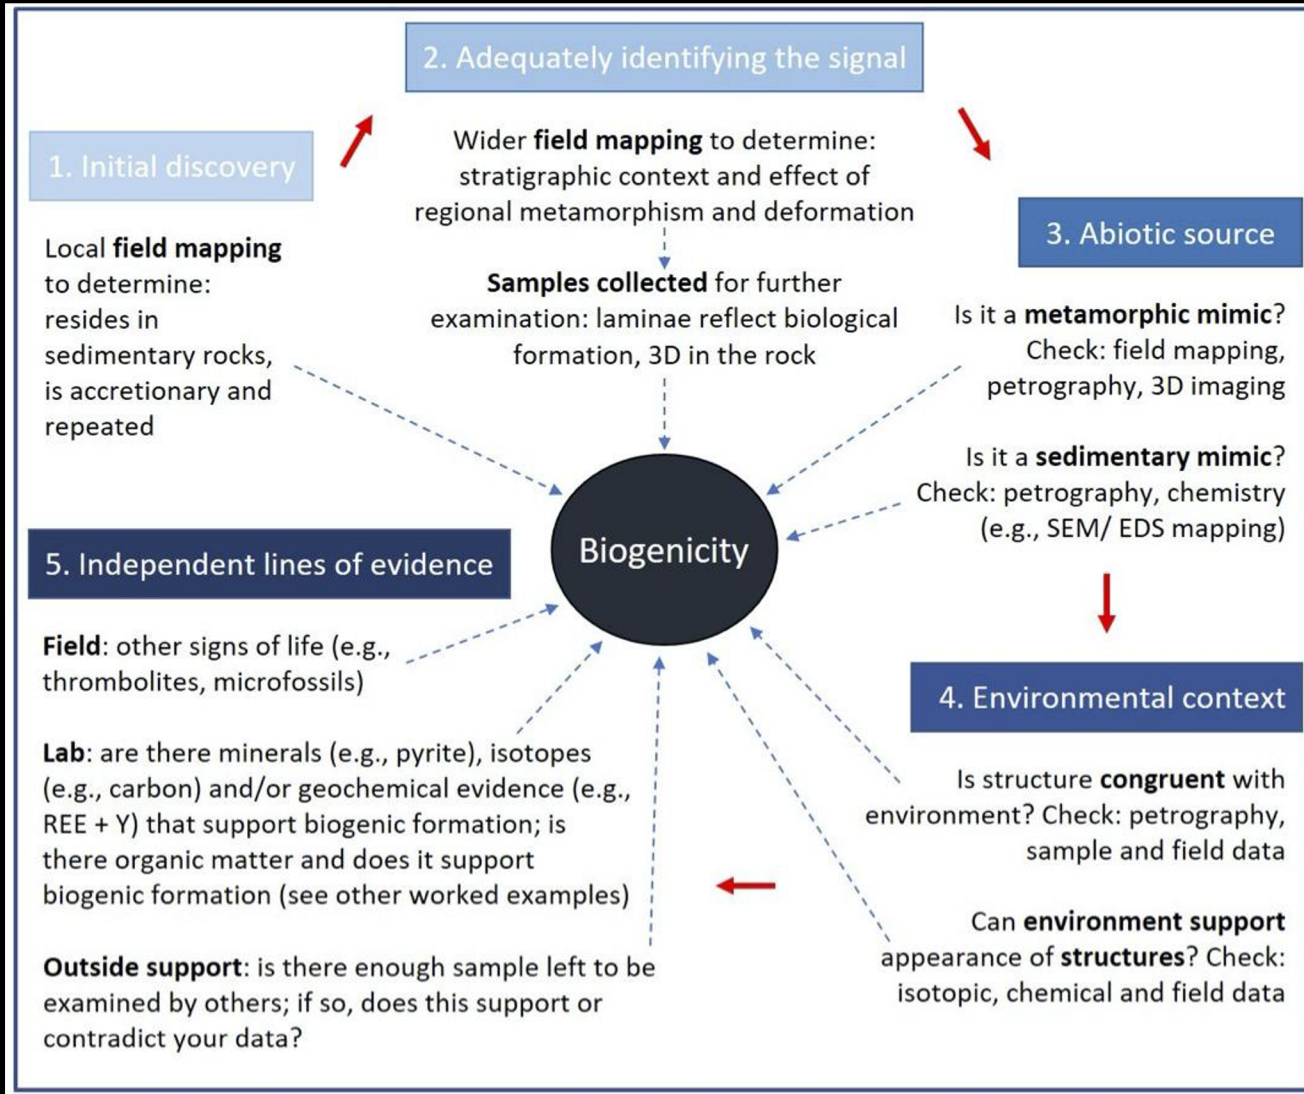 1. Initial discovery
Local field mapping
to determine:
resides in
sedimentary rocks,
is accretionary and
repeated
2. Adequately identifying the signal
Wider field mapping to determine:
stratigraphic context and effect of
regional metamorphism and deformation
Samples collected for further
examination: laminae reflect biological
formation, 3D in the rock
3. Abiotic source
Is it a metamorphic mimic?
Check: field mapping,
petrography, 3D imaging
Is it a sedimentary mimic?
Check: petrography, chemistry
(e.g., SEM/ EDS mapping)
Biogenicity
4. Environmental context
Is structure congruent with
environment? Check: petrography,
sample and field data
Can environment support
appearance of structures? Check:
isotopic, chemical and field data
5. Independent lines of evidence
Field: other signs of life (e.g.,
thrombolites, microfossils)
Lab: are there minerals (e.g., pyrite), isotopes
(e.g., carbon) and/or geochemical evidence (e.g.,
REE + Y) that support biogenic formation; is
there organic matter and does it support
biogenic formation (see other worked examples)
Outside support: is there enough sample left to be
examined by others; if so, does this support or
contradict your data?